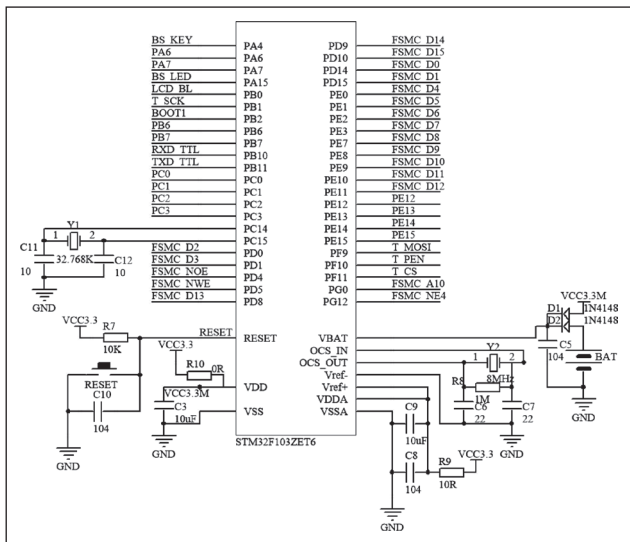 BS_KEY PA4 PD9 FSMC_D14
PA6 PA6 PD10 FSMC_D15
PA7 PA7 PD14 FSMC_D0
BS_LED PA15 PD15 FSMC_D1
LCD_BL PB0 PE0 FSMC_D4
T_SCK PB1 PE1 FSMC_D5
BOOT1 PB2 PE2 FSMC_D6
PB6 PB6 PE3 FSMC_D7
PB7 PB7 PE7 FSMC_D8
RXD_TTL PB10 PE8 FSMC_D9
TXD_TTL PB11 PE9 FSMC_D10
PC0 PC0 PE10 FSMC_D11
PC1 PC1 PE11 FSMC_D12
PC2 PC2 PE12 PE12
PC3 PC3 PE13 PE13
PC14 PE14 PE14
PC15 PE15 PE15
FSMC_D2 PD0 PF9 T_MOSI
FSMC_D3 PD1 PF10 T_PEN
FSMC_NOE PD4 PF11 T_CS
FSMC_NWE PD5 PG0 FSMC_A10
FSMC_D13 PD8 PG12 FSMC_NE4
Y1
1 2
C11 32.768K C12
10 10
GND
VCC3.3 RESET RESET
R7
10K
RESET
C10
104
GND
VCC3.3
R10 0R
VDD
VCC3.3M
C3
10uF
VSS
GND
VBAT
OCS_IN
OCS_OUT
Vref-
Vref+
VDDA
VSSA
VCC3.3M
D1 1N4148
D2 1N4148
C5
104
BAT
GND
Y2
1 2
8MHz
R8
1M
C6 C7
22 22
GND
C9
10uF
C8
104
R9
10R
VCC3.3
GND
STM32F103ZET6